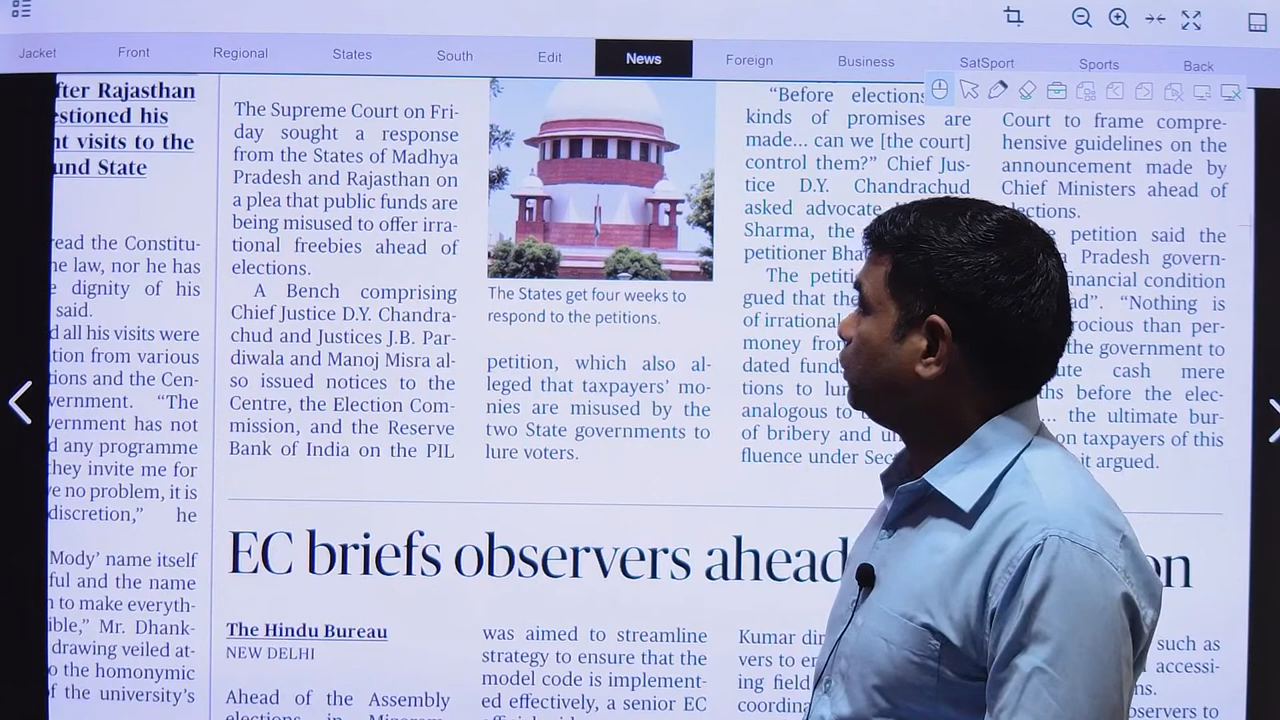 Jacket Front Regional States South Edit News Foreign Business SatSport Sports Back
fter Rajasthan
estioned his
nt visits to the
und State
read the Constitu-
he law, nor he has
dignity of his
said.
d all his visits were
tion from various
tions and the Cen-
vernment. “The
vernment has not
d any programme
they invite me for
ve no problem, it is
discretion,” he
Mody’ name itself
ful and the name
n to make everyth-
ible,” Mr. Dhank-
drawing veiled at-
o the homonymic
f the university’s
The Supreme Court on Fri-
day sought a response
from the States of Madhya
Pradesh and Rajasthan on
a plea that public funds are
being misused to offer irra-
tional freebies ahead of
elections.
A Bench comprising
Chief Justice D.Y. Chandra-
chud and Justices J.B. Par-
diwala and Manoj Misra al-
so issued notices to the
Centre, the Election Com-
mission, and the Reserve
Bank of India on the PIL
The States get four weeks to
respond to the petitions.
petition, which also al-
leged that taxpayers’ mo-
nies are misused by the
two State governments to
lure voters.
“Before elections
kinds of promises are
made... can we [the court]
control them?” Chief Jus-
tice D.Y. Chandrachud
asked advocate
Sharma, the
petitioner Bha
The petiti
gued that the
of irrational
money from
dated fund
tions to lur
analogous to
of bribery and un
fluence under Sec
Court to frame compre-
hensive guidelines on the
announcement made by
Chief Ministers ahead of
elections.
petition said the
a Pradesh govern-
financial condition
ad”. “Nothing is
rocious than per-
the government to
ute cash mere
ths before the elec-
... the ultimate bur-
on taxpayers of this
it argued.
EC briefs observers ahead on
The Hindu Bureau
NEW DELHI
Ahead of the Assembly
elections in Mizoram,
was aimed to streamline
strategy to ensure that the
model code is implement-
ed effectively, a senior EC
Kumar dir
vers to en
ing field
coordina
such as
accessi-
ns.
bservers to